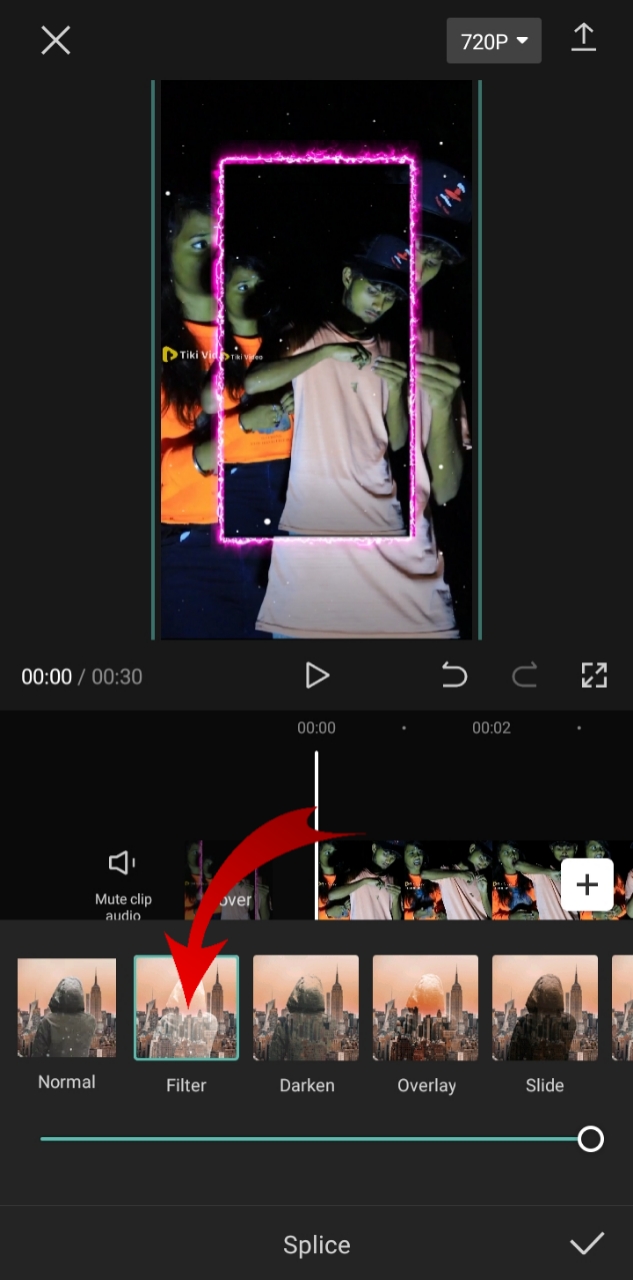 720P
Tiki Vid
Tiki Video
00:00 / 00:30
00:00
00:02
Mute clip
audio
over
Normal
Filter
Darken
Overlay
Slide
Splice